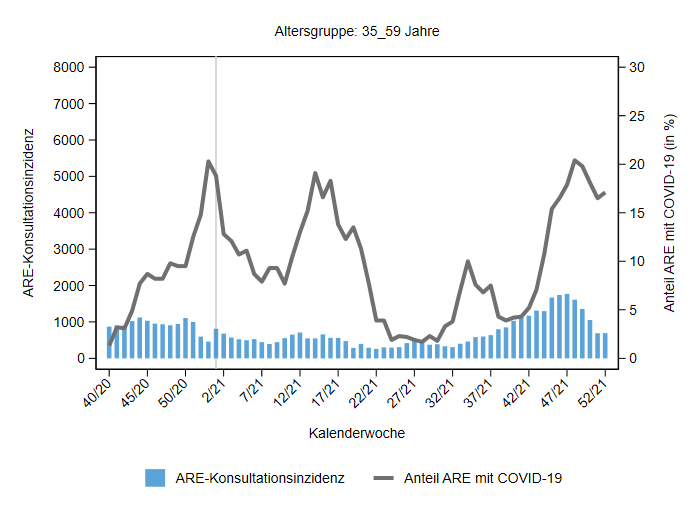 Altersgruppe: 35_59 Jahre
8000
7000
6000
5000
4000
3000
2000
1000
0
ARE-Konsultationsinzidenz
30
25
20
15
10
5
0
Anteil ARE mit COVID-19 (in %)
40/20 45/20 50/20 2/21 7/21 12/21 17/21 22/21 27/21 32/21 37/21 42/21 47/21 52/21
Kalenderwoche
ARE-Konsultationsinzidenz Anteil ARE mit COVID-19